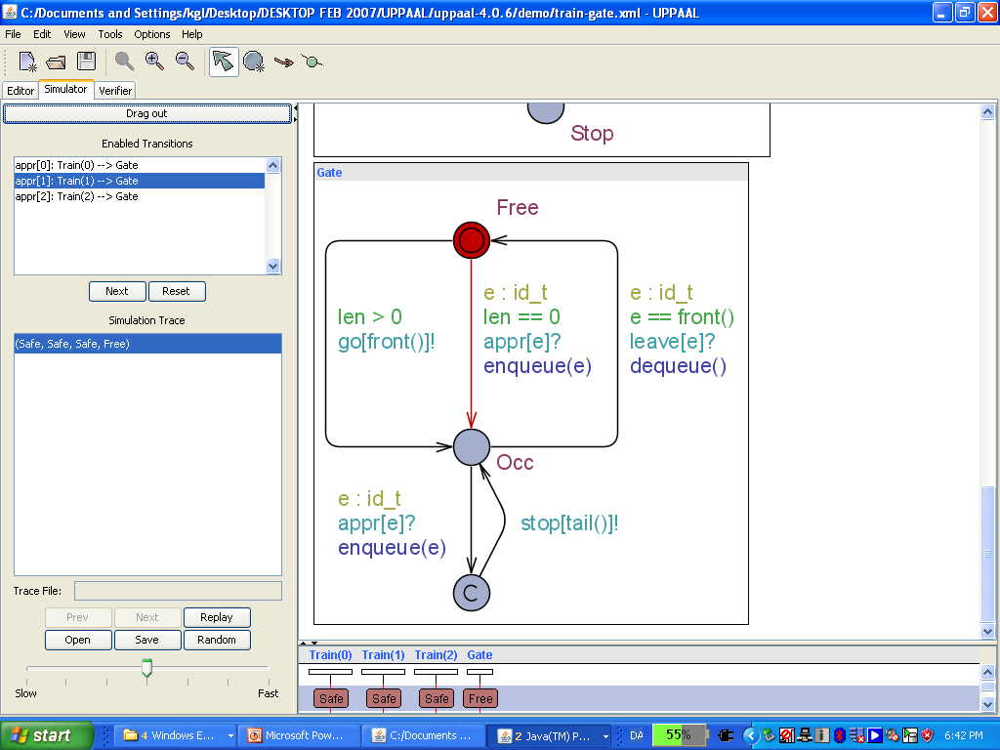 C:/Documents and Settings/kgl/Desktop/DESKTOP FEB 2007/UPPAAL/uppaal-4.0.6/demo/train-gate.xml - UPPAAL
File Edit View Tools Options Help
Editor Simulator Verifier
Drag out
Enabled Transitions
appr[0]: Train(0) --> Gate
appr[1]: Train(1) --> Gate
appr[2]: Train(2) --> Gate
Next Reset
Simulation Trace
(Safe, Safe, Safe, Free)
Trace File:
Prev Next Replay
Open Save Random
Slow Fast
Stop
Gate
Free
len > 0
go[front()]!
e : id_t
len == 0
appr[e]?
enqueue(e)
e : id_t
e == front()
leave[e]?
dequeue()
Occ
e : id_t
appr[e]?
enqueue(e)
stop[tail()]!
C
Train(0) Train(1) Train(2) Gate
Safe Safe Safe Free
start 4 Windows E... Microsoft Pow... C:/Documents ... 2 Java(TM) P... DA 55% 6:42 PM